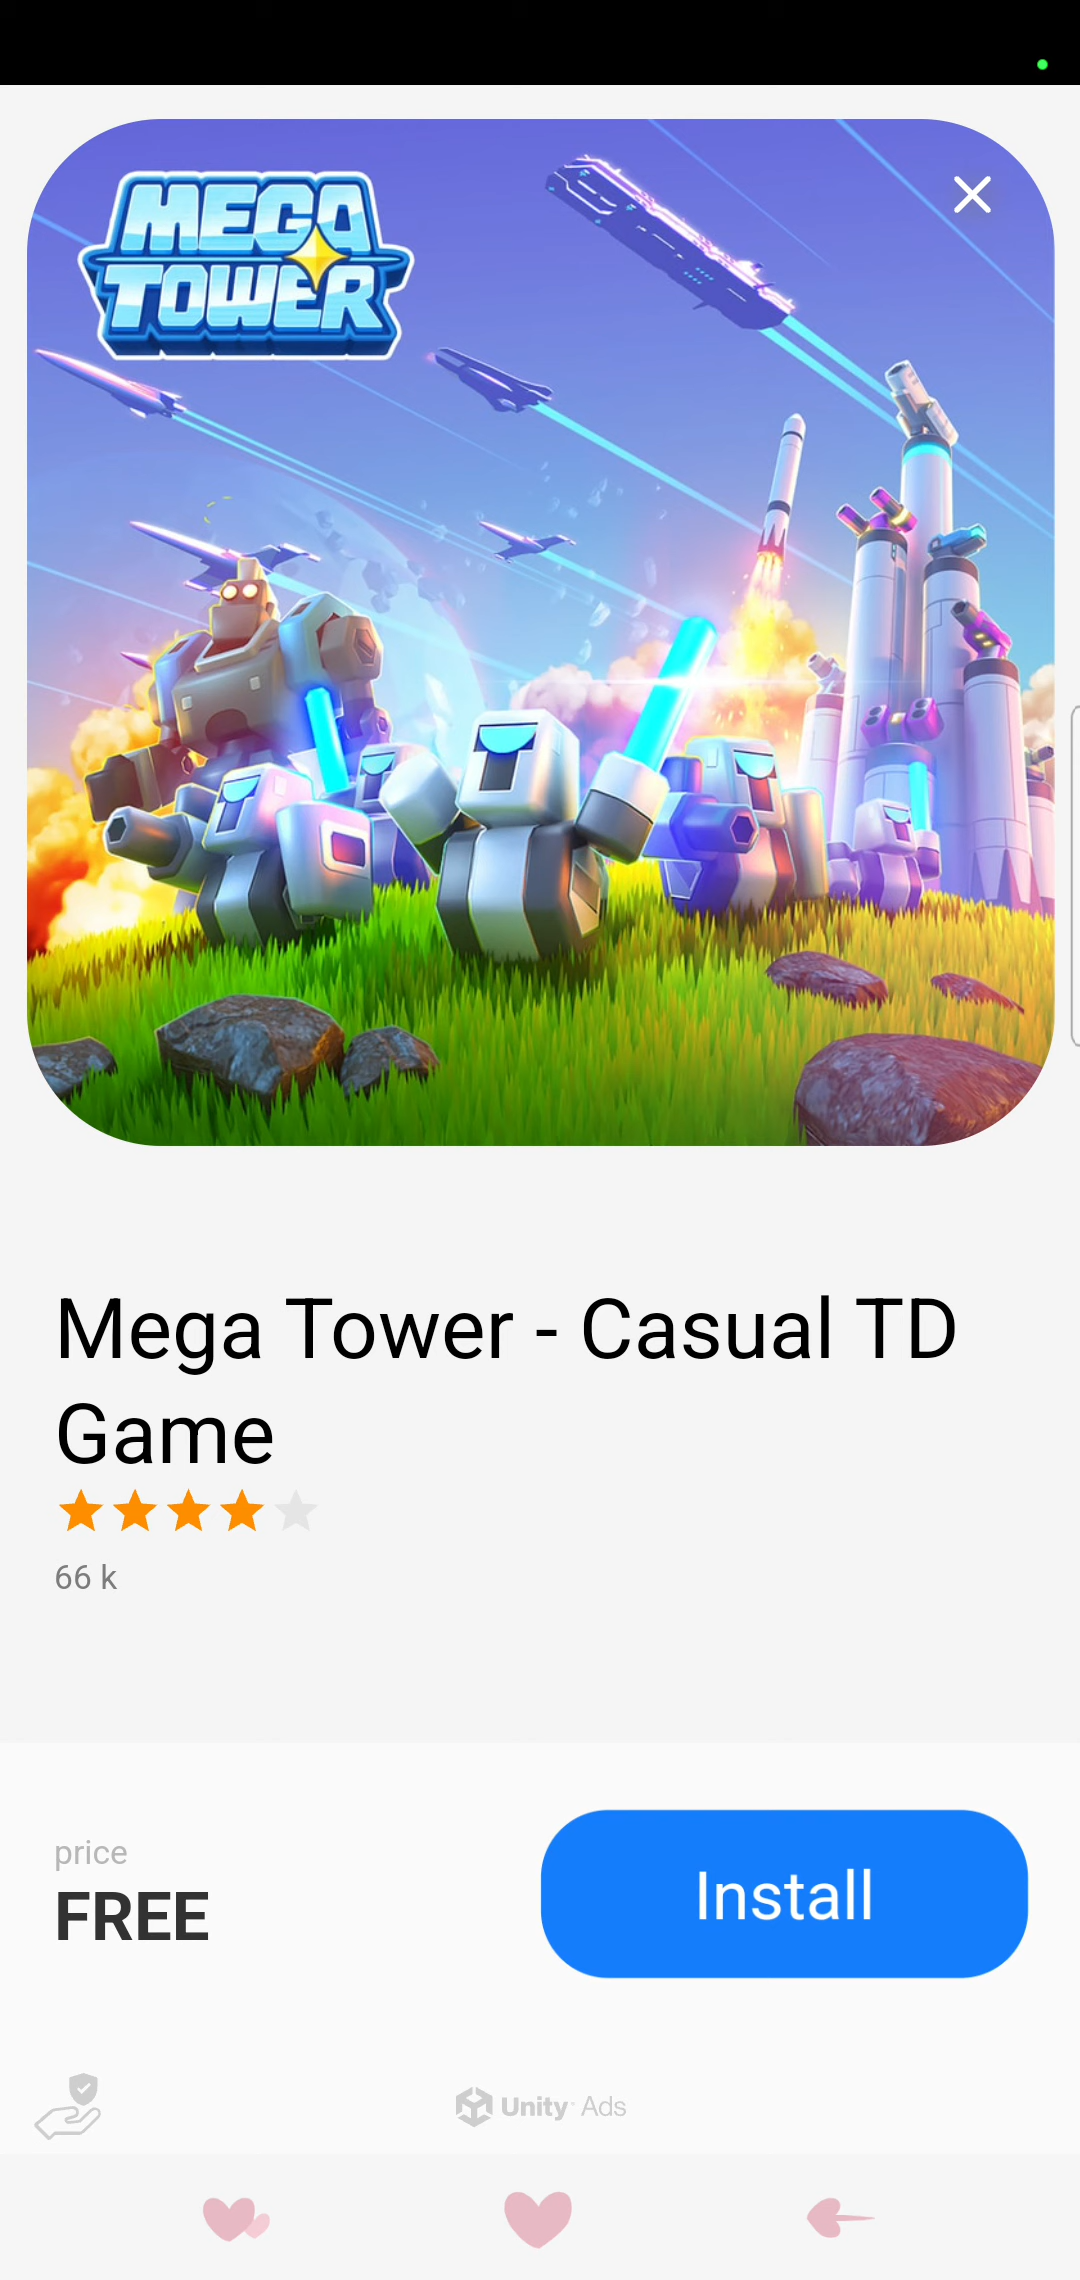 MEGA
TOWER
Mega Tower - Casual TD
Game
66 k
price
FREE
Install
Unity Ads